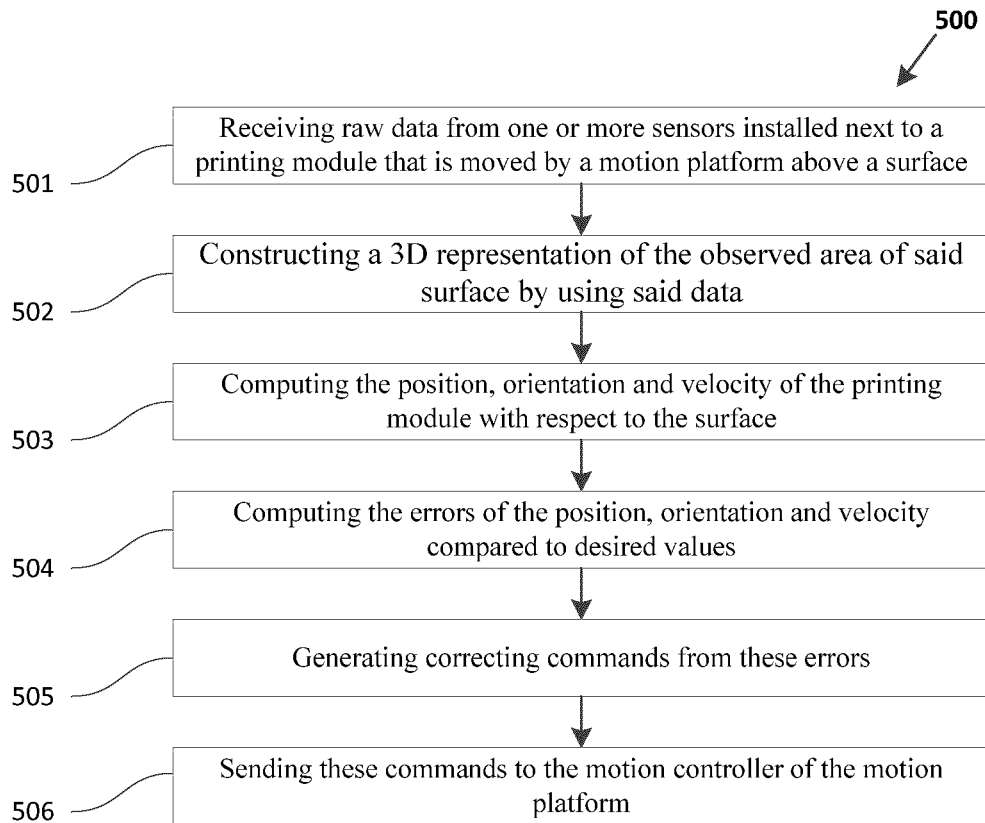 500
Receiving raw data from one or more sensors installed next to a
printing module that is moved by a motion platform above a surface
501
Constructing a 3D representation of the observed area of said
surface by using said data
502
Computing the position, orientation and velocity of the printing
module with respect to the surface
503
Computing the errors of the position, orientation and velocity
compared to desired values
504
Generating correcting commands from these errors
505
Sending these commands to the motion controller of the motion
platform
506